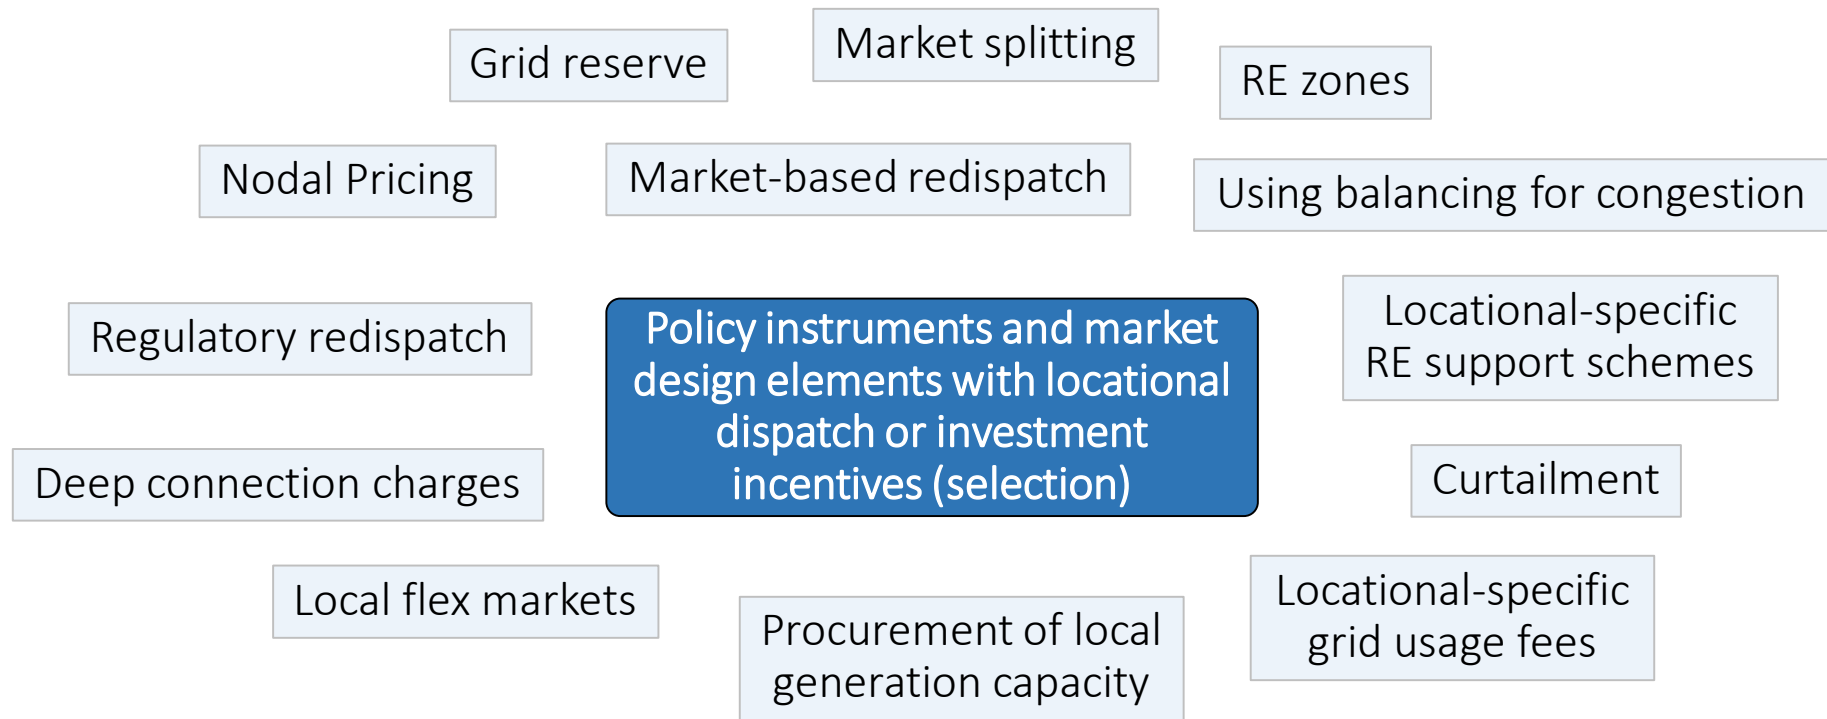 Grid reserve
Market splitting
RE zones
Nodal Pricing
Market-based redispatch
Using balancing for congestion
Regulatory redispatch
Policy instruments and market
design elements with locational
dispatch or investment
incentives (selection)
Locational-specific
RE support schemes
Deep connection charges
Curtailment
Local flex markets
Procurement of local
generation capacity
Locational-specific
grid usage fees